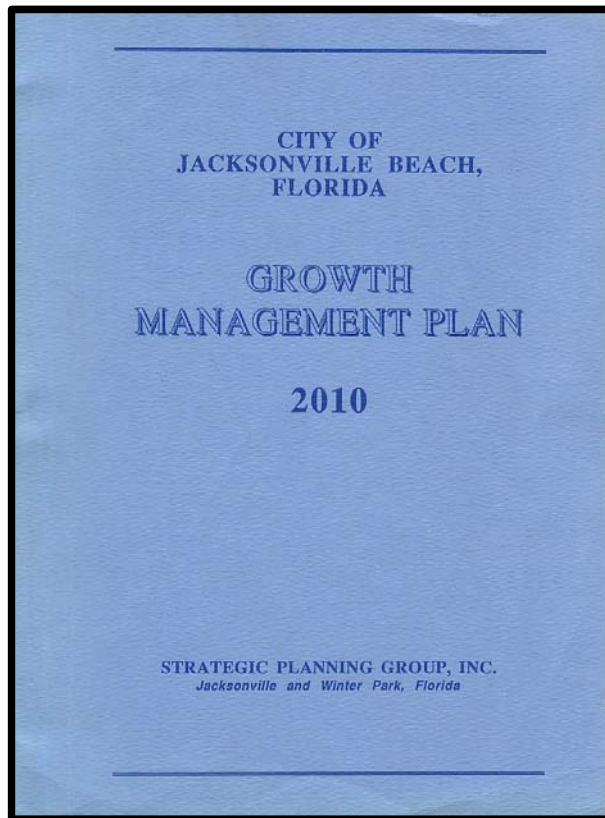 CITY OF
JACKSONVILLE BEACH,
FLORIDA
GROWTH
MANAGEMENT PLAN
2010
STRATEGIC PLANNING GROUP, INC.
Jacksonville and Winter Park, Florida